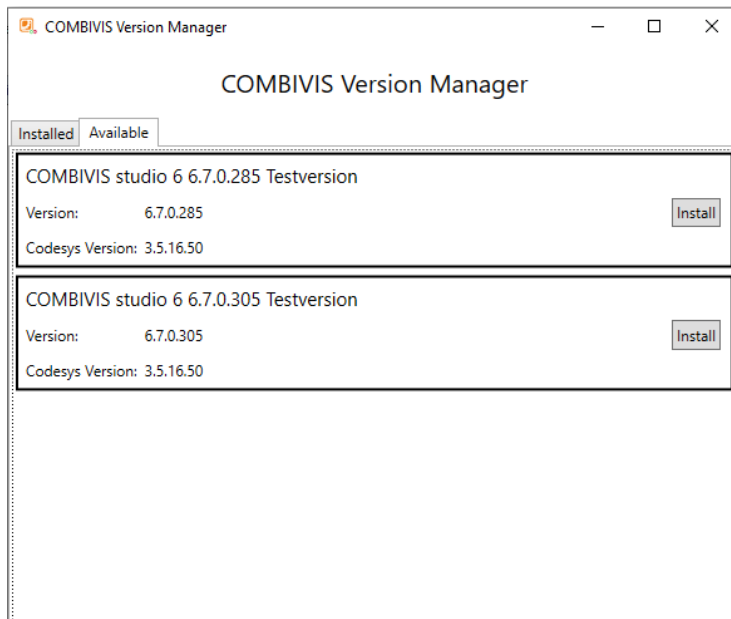 COMBIVIS Version Manager
COMBIVIS Version Manager
Installed Available
COMBIVIS studio 6 6.7.0.285 Testversion
Version: 6.7.0.285
Install
Codesys Version: 3.5.16.50
COMBIVIS studio 6 6.7.0.305 Testversion
Version: 6.7.0.305
Install
Codesys Version: 3.5.16.50